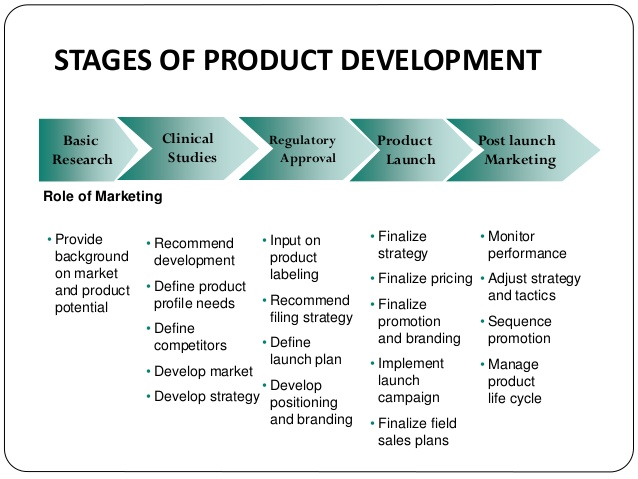 STAGES OF PRODUCT DEVELOPMENT
Basic
Research
Clinical
Studies
Regulatory
Approval
Product
Launch
Post launch
Marketing
Role of Marketing
• Provide
background
on market
and product
potential
• Recommend
development
• Define product
profile needs
• Define
competitors
• Develop market
• Develop strategy
• Input on
product
labeling
• Recommend
filing strategy
• Define
launch plan
• Develop
positioning
and branding
• Finalize
strategy
• Finalize pricing
• Finalize
promotion
and branding
• Implement
launch
campaign
• Finalize field
sales plans
• Monitor
performance
• Adjust strategy
and tactics
• Sequence
promotion
• Manage
product
life cycle